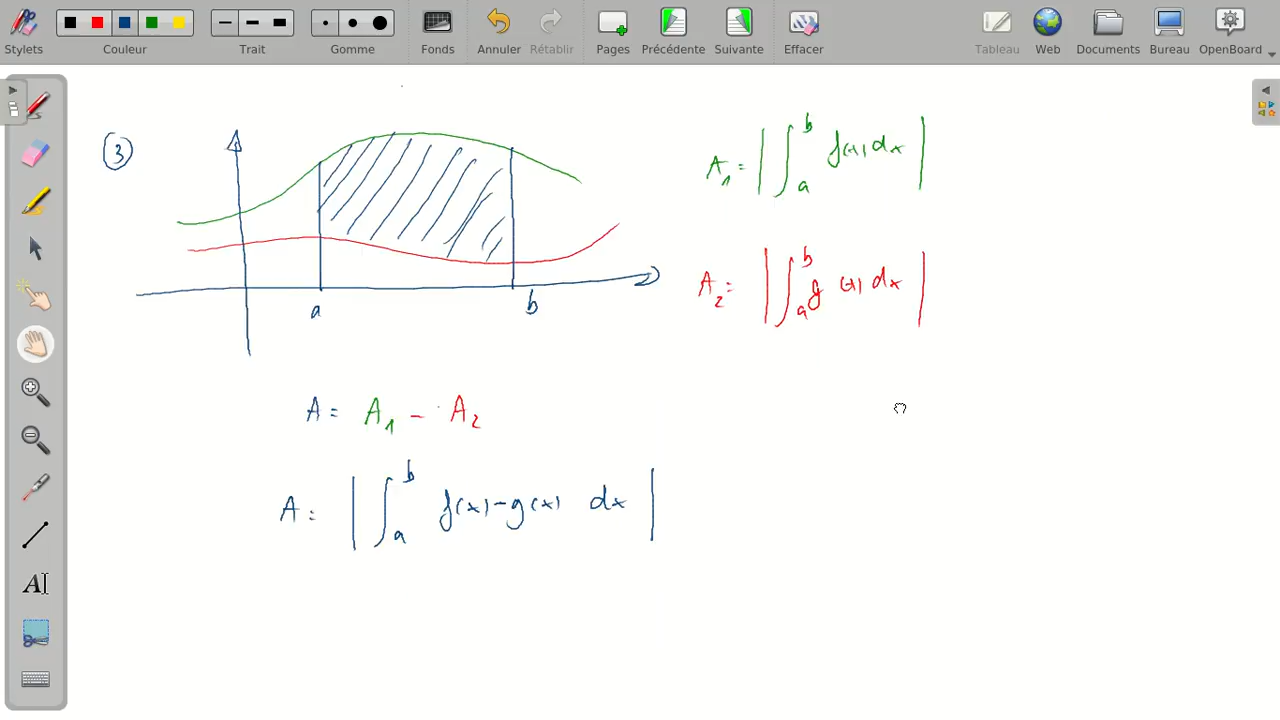 Stylets Couleur Trait Gomme Fonds Annuler Rétablir Pages Précédente Suivante Effacer Tableau Web Documents Bureau OpenBoard
3
A₁ = |∫ₐᵇ f(x) dx|
A₂ = |∫ₐᵇ g(x) dx|
a b
A = A₁ - A₂
A = |∫ₐᵇ f(x) - g(x) dx|
A